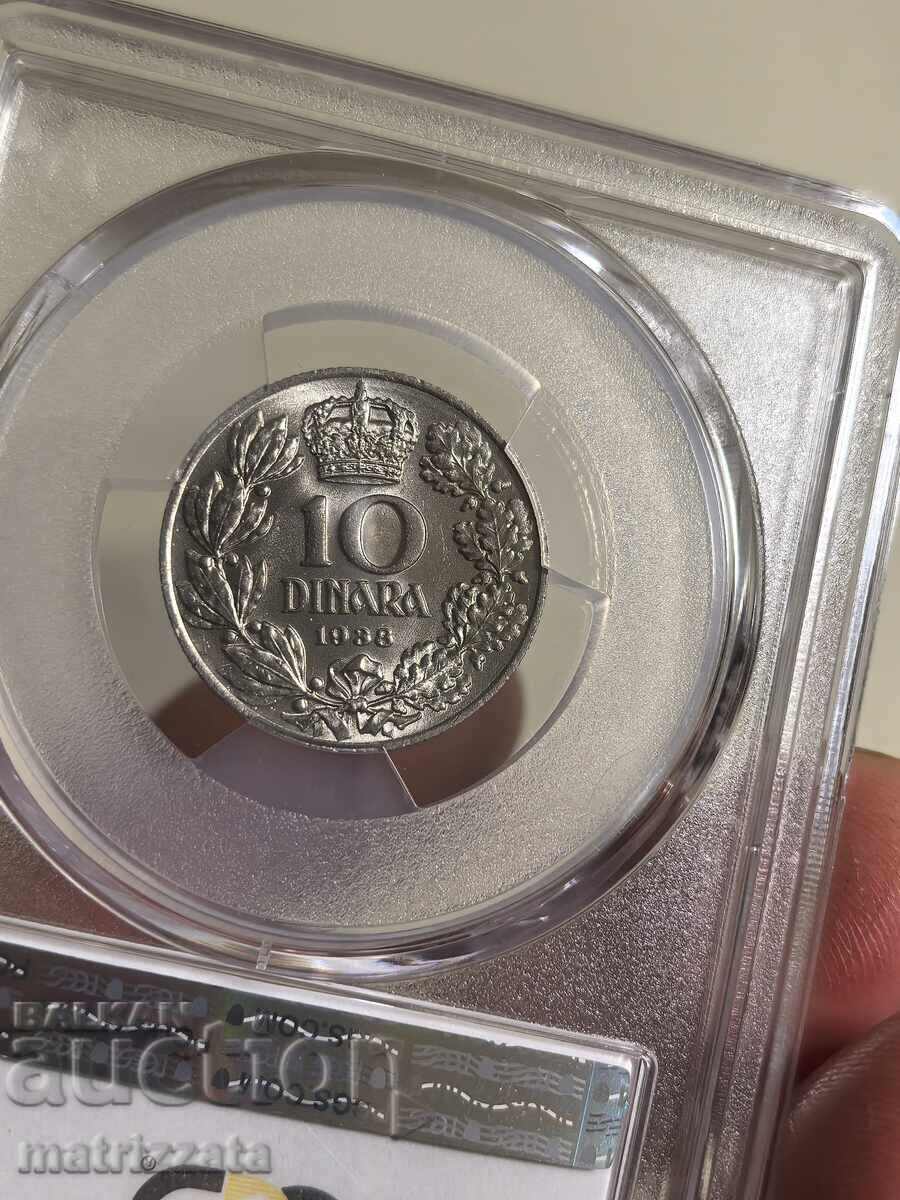 10
DINARA
1938
BALKAN
auction
matrizzata